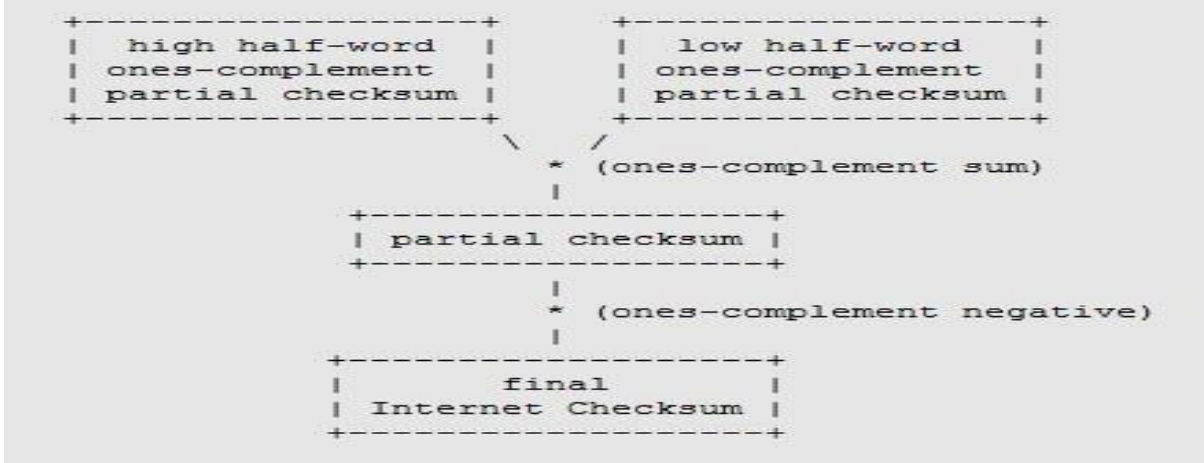 +-------------------+     +-------------------+
|  high half-word   |     |   low half-word   |
| ones-complement   |     | ones-complement   |
| partial checksum  |     | partial checksum  |
+-------------------+     +-------------------+
\   /
* (ones-complement sum)
|
+-------------------+
| partial checksum |
+-------------------+
|
* (ones-complement negative)
|
+--------------------+
|       final        |
| Internet Checksum |
+--------------------+